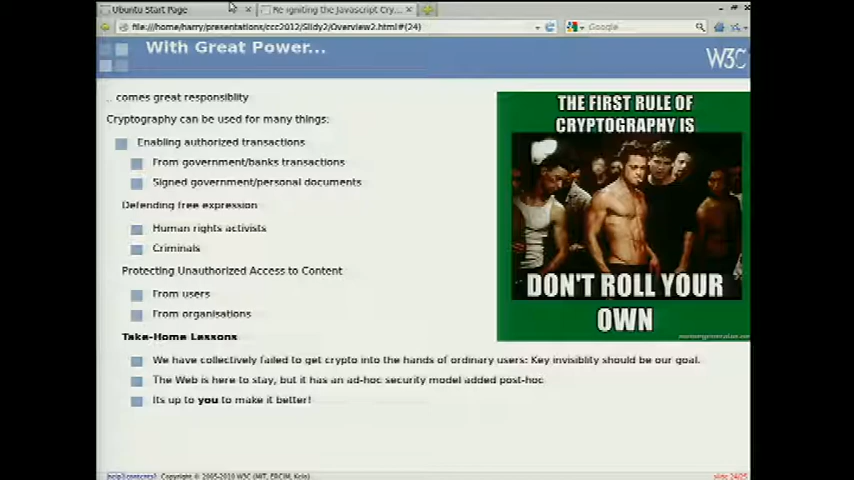 Ubuntu Start Page
Re igniting the Javascript Cry...
file:///home/harry/presentations/ccc2012/Slidy2/Overview2.html#(24)
Google
With Great Power...
W3C
.. comes great responsiblity
Cryptography can be used for many things:
Enabling authorized transactions
From government/banks transactions
Signed government/personal documents
Defending free expression
Human rights activists
Criminals
Protecting Unauthorized Access to Content
From users
From organisations
Take-Home Lessons
We have collectively failed to get crypto into the hands of ordinary users: Key invisiblity should be our goal.
The Web is here to stay, but it has an ad-hoc security model added post-hoc
Its up to you to make it better!
THE FIRST RULE OF
CRYPTOGRAPHY IS
DON'T ROLL YOUR
OWN
help? contents? Copyright © 2005-2010 W3C (MIT, ERCIM, Keio)
slide 24/25